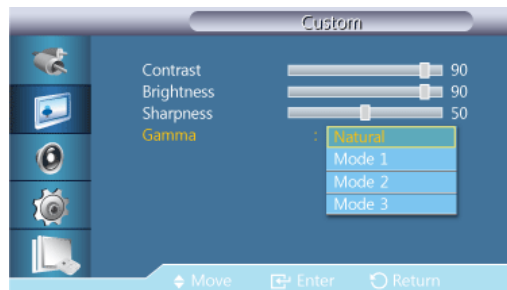 Custom
Contrast 90
Brightness 90
Sharpness 50
Gamma : Natural
Mode 1
Mode 2
Mode 3
Move Enter Return